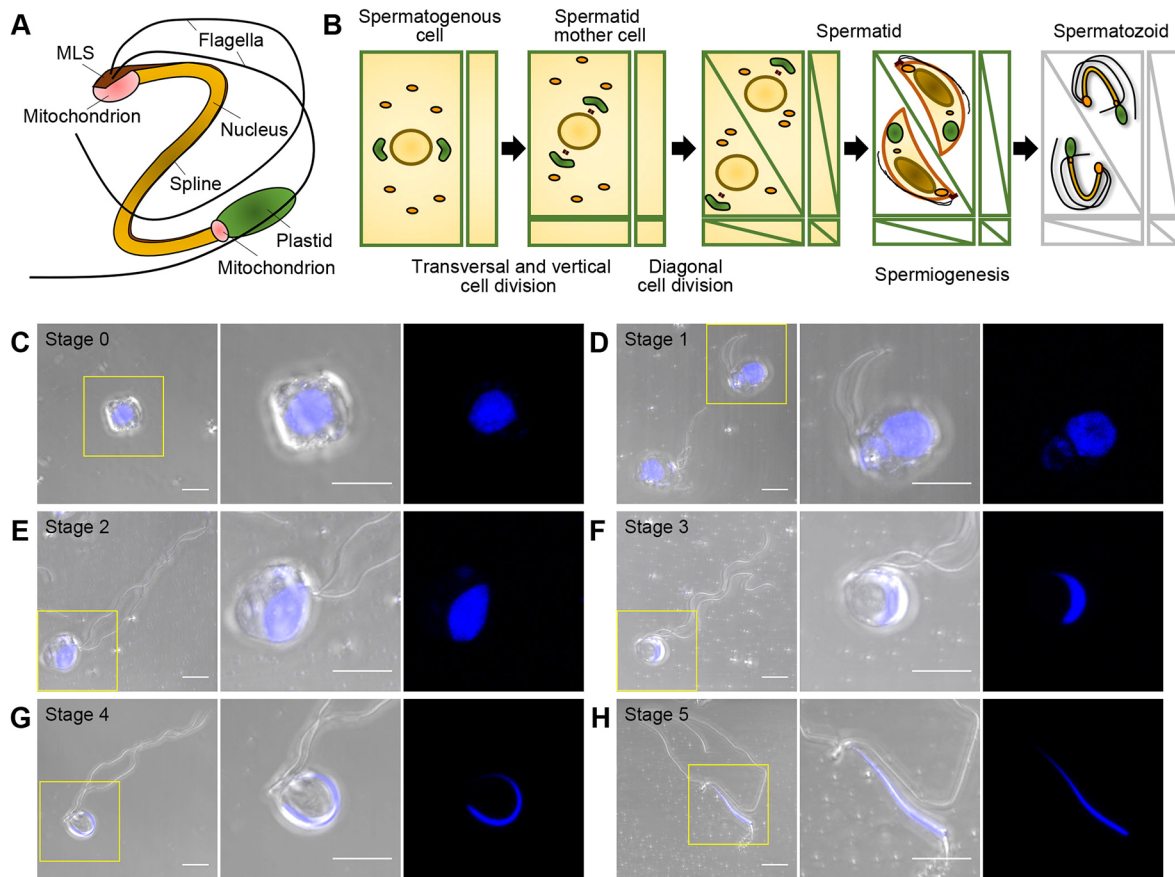 A
MLS
Flagella
Mitochondrion
Nucleus
Spline
Plastid
Mitochondrion
B
Spermatogenous
cell
Spermatid
mother cell
Spermatid
Spermatozoid
Transversal and vertical
cell division
Diagonal
cell division
Spermiogenesis
C
Stage 0
D
Stage 1
E
Stage 2
F
Stage 3
G
Stage 4
H
Stage 5